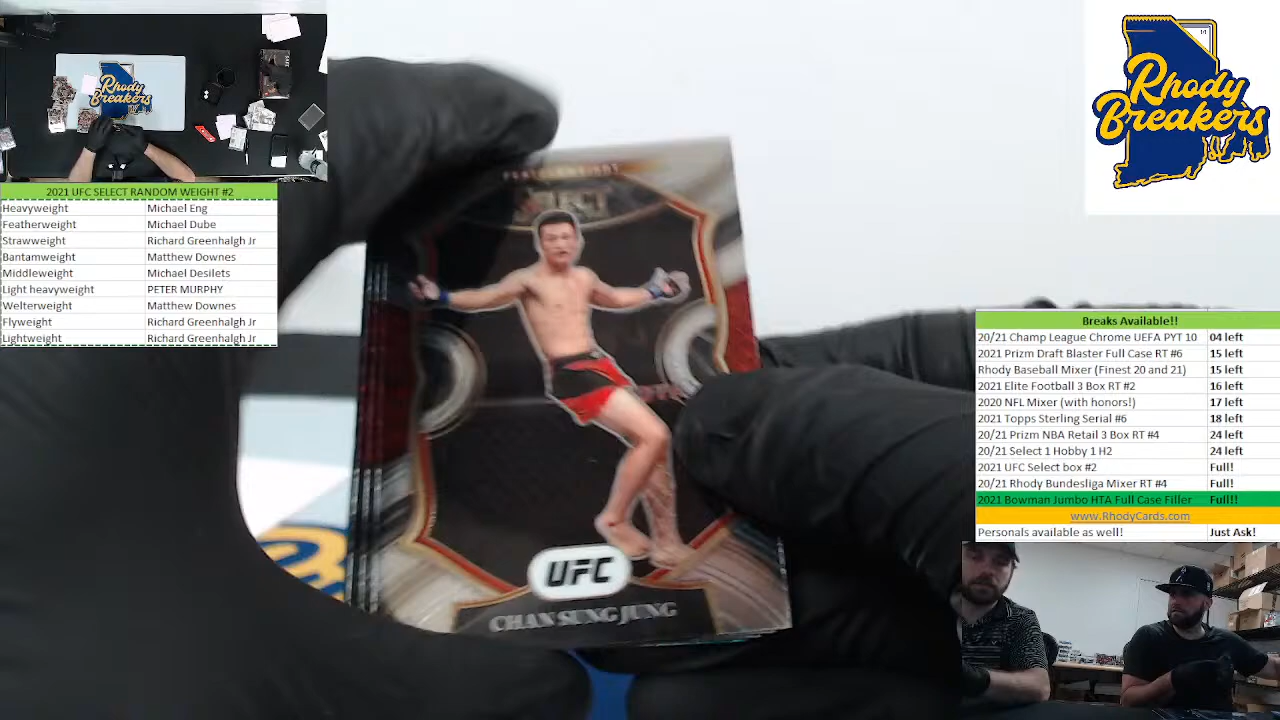 Rhody
Breakers
2021 UFC SELECT RANDOM WEIGHT #2
Heavyweight Michael Eng
Featherweight Michael Dube
Strawweight Richard Greenhalgh Jr
Bantamweight Matthew Downes
Middleweight Michael Desilets
Light heavyweight PETER MURPHY
Welterweight Matthew Downes
Flyweight Richard Greenhalgh Jr
Lightweight Richard Greenhalgh Jr
SELECT
UFC
CHAN SUNG JUNG
Rhody
Breakers
Breaks Available!!
20/21 Champ League Chrome UEFA PYT 10 04 left
2021 Prizm Draft Blaster Full Case RT #6 15 left
Rhody Baseball Mixer (Finest 20 and 21) 15 left
2021 Elite Football 3 Box RT #2 16 left
2020 NFL Mixer (with honors!) 17 left
2021 Topps Sterling Serial #6 18 left
20/21 Prizm NBA Retail 3 Box RT #4 24 left
20/21 Select 1 Hobby 1 H2 24 left
2021 UFC Select box #2 Full!
20/21 Rhody Bundesliga Mixer RT #4 Full!
2021 Bowman Jumbo HTA Full Case Filler Full!!
www.RhodyCards.com
Personals available as well! Just Ask!